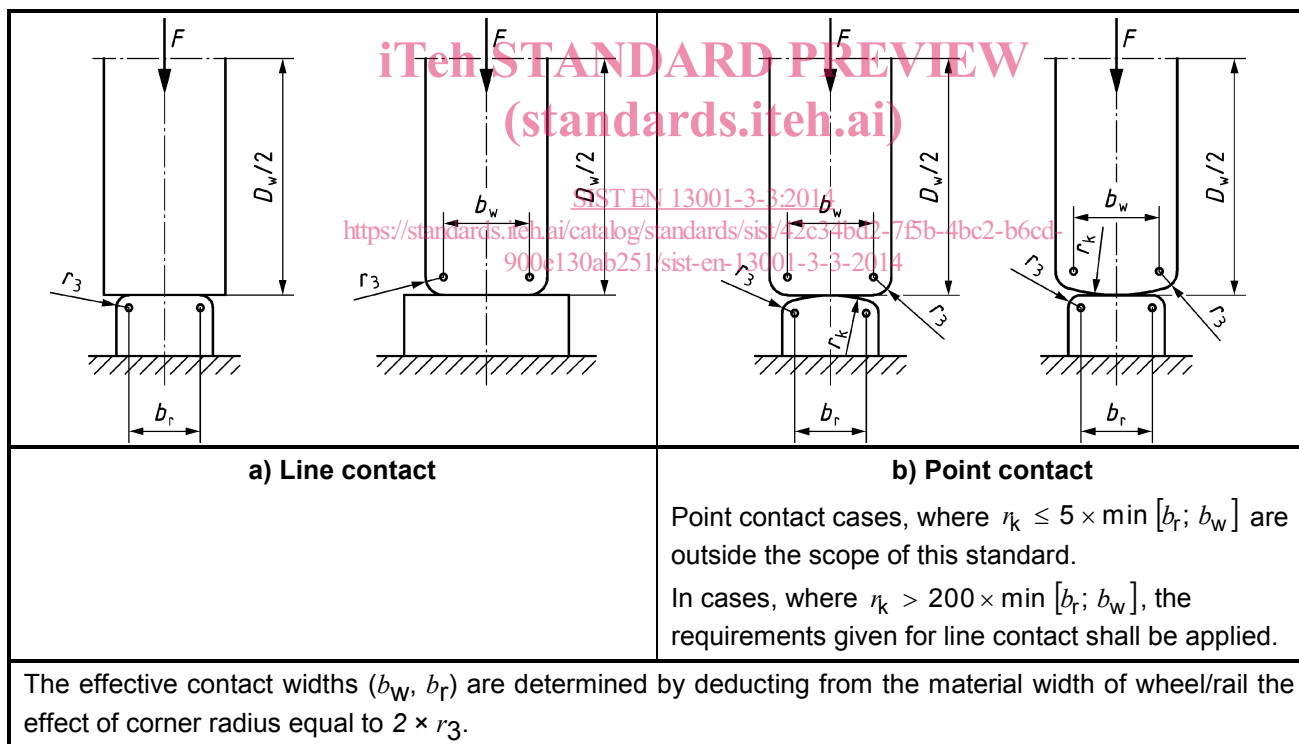 F
F
F
F
iTeh STANDARD PREVIEW
(standards.iteh.ai)
D_w/2
D_w/2
D_w/2
D_w/2
SIST EN 13001-3-3:2014
b_w
b_w
b_w
https://standards.iteh.ai/catalog/standards/sist/42c34bd2-7f5b-4bc2-b6cd-
900e130ab251/sist-en-13001-3-3-2014
r_3
r_3
r_3
r_k
r_3
r_k
r_3
r_3
b_r
b_r
b_r
a) Line contact
b) Point contact
Point contact cases, where r_k ≤ 5 × min [b_r; b_w] are
outside the scope of this standard.
In cases, where r_k > 200 × min [b_r; b_w], the
requirements given for line contact shall be applied.
The effective contact widths (b_w, b_r) are determined by deducting from the material width of wheel/rail the
effect of corner radius equal to 2 × r_3.